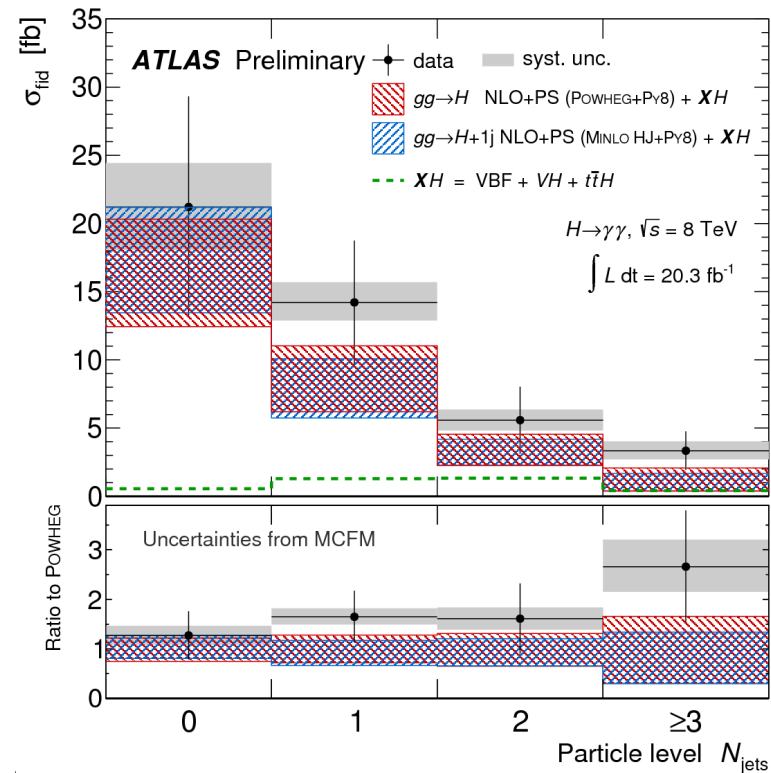 σfid [fb]
35
30
25
20
15
10
5
0
ATLAS Preliminary
data
syst. unc.
gg→H NLO+PS (POWHEG+PY8) + XH
gg→H+1j NLO+PS (MINLO HJ+PY8) + XH
XH = VBF + VH + tt̄H
H→γγ, √s = 8 TeV
∫ L dt = 20.3 fb-1
Ratio to POWHEG
3
2
1
0
Uncertainties from MCFM
0 1 2 ≥3
Particle level Njets